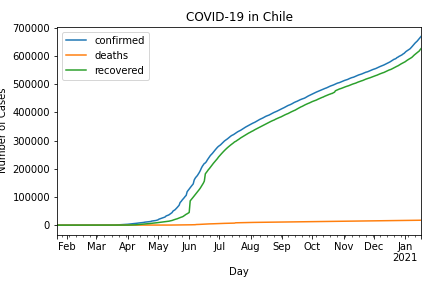 COVID-19 in Chile
confirmed
deaths
recovered
700000
600000
500000
400000
300000
200000
100000
0
Number of Cases
Feb Mar Apr May Jun Jul Aug Sep Oct Nov Dec Jan
2021
Day